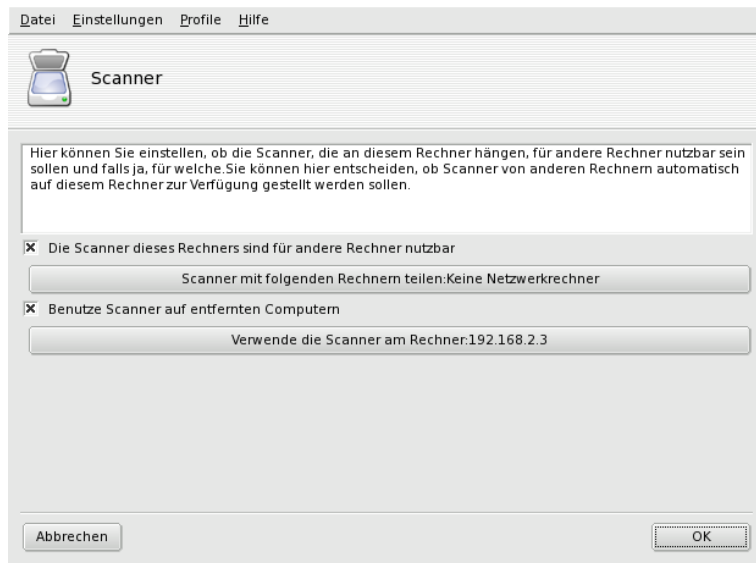 Datei Einstellungen Profile Hilfe
Scanner
Hier können Sie einstellen, ob die Scanner, die an diesem Rechner hängen, für andere Rechner nutzbar sein
sollen und falls ja, für welche.Sie können hier entscheiden, ob Scanner von anderen Rechnern automatisch
auf diesem Rechner zur Verfügung gestellt werden sollen.
Die Scanner dieses Rechners sind für andere Rechner nutzbar
Scanner mit folgenden Rechnern teilen:Keine Netzwerkrechner
Benutze Scanner auf entfernten Computern
Verwende die Scanner am Rechner:192.168.2.3
Abbrechen OK